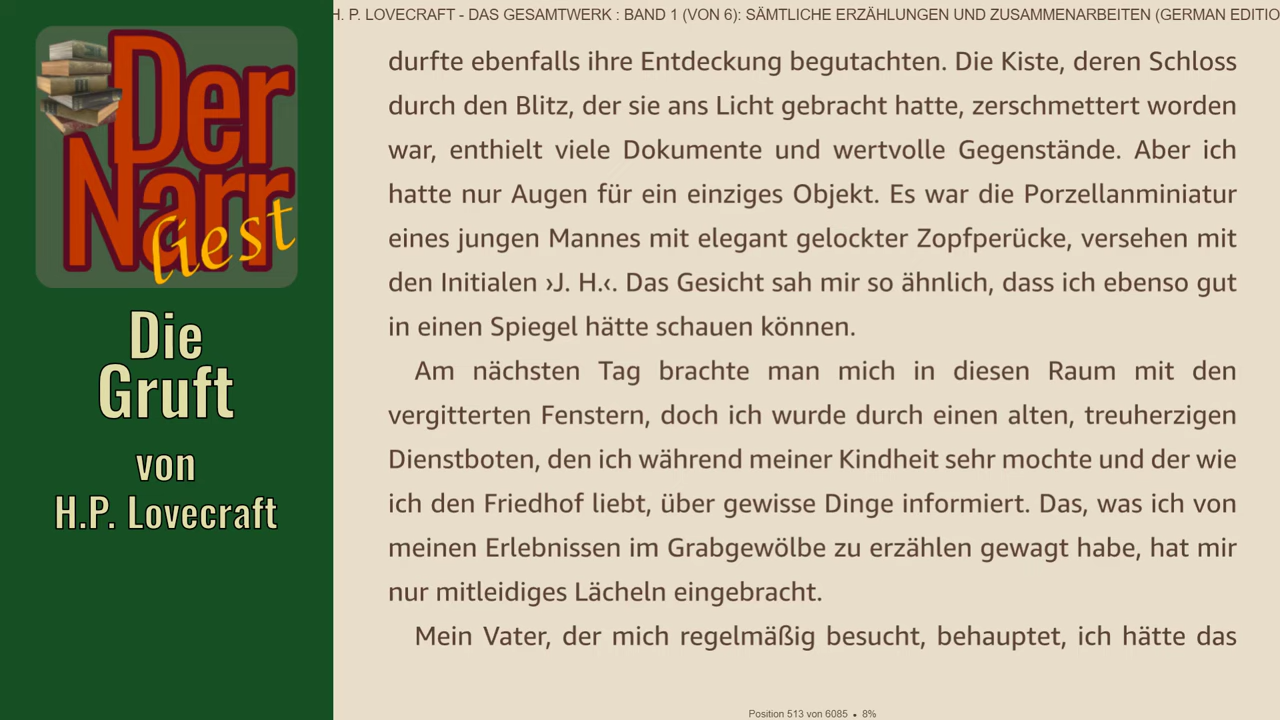 Der
Narr
liest
Die
Gruft
von
H.P. Lovecraft
H. P. LOVECRAFT - DAS GESAMTWERK : BAND 1 (VON 6): SÄMTLICHE ERZÄHLUNGEN UND ZUSAMMENARBEITEN (GERMAN EDITIO
durfte ebenfalls ihre Entdeckung begutachten. Die Kiste, deren Schloss
durch den Blitz, der sie ans Licht gebracht hatte, zerschmettert worden
war, enthielt viele Dokumente und wertvolle Gegenstände. Aber ich
hatte nur Augen für ein einziges Objekt. Es war die Porzellanminiatur
eines jungen Mannes mit elegant gelockter Zopfperücke, versehen mit
den Initialen ›J. H.‹. Das Gesicht sah mir so ähnlich, dass ich ebenso gut
in einen Spiegel hätte schauen können.
Am nächsten Tag brachte man mich in diesen Raum mit den
vergitterten Fenstern, doch ich wurde durch einen alten, treuherzigen
Dienstboten, den ich während meiner Kindheit sehr mochte und der wie
ich den Friedhof liebt, über gewisse Dinge informiert. Das, was ich von
meinen Erlebnissen im Grabgewölbe zu erzählen gewagt habe, hat mir
nur mitleidiges Lächeln eingebracht.
Mein Vater, der mich regelmäßig besucht, behauptet, ich hätte das
Position 513 von 6085 • 8%